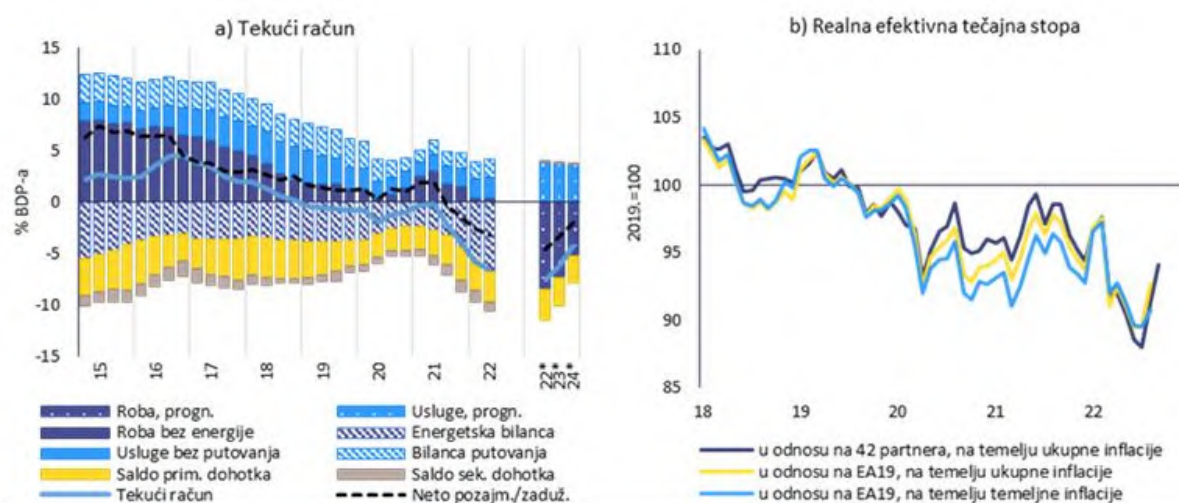 a) Tekući račun
15
10
5
0
-5
-10
-15
% BDP-a
15
16
17
18
19
20
21
22
22*
23*
24*
Roba, progn.
Usluge, progn.
Roba bez energije
Energetska bilanca
Usluge bez putovanja
Bilanca putovanja
Saldo prim. dohotka
Saldo sek. dohotka
Tekući račun
Neto pozajm./zaduž.
b) Realna efektivna tečajna stopa
110
105
100
95
90
85
2019.=100
18
19
20
21
22
u odnosu na 42 partnera, na temelju ukupne inflacije
u odnosu na EA19, na temelju ukupne inflacije
u odnosu na EA19, na temelju temeljne inflacije